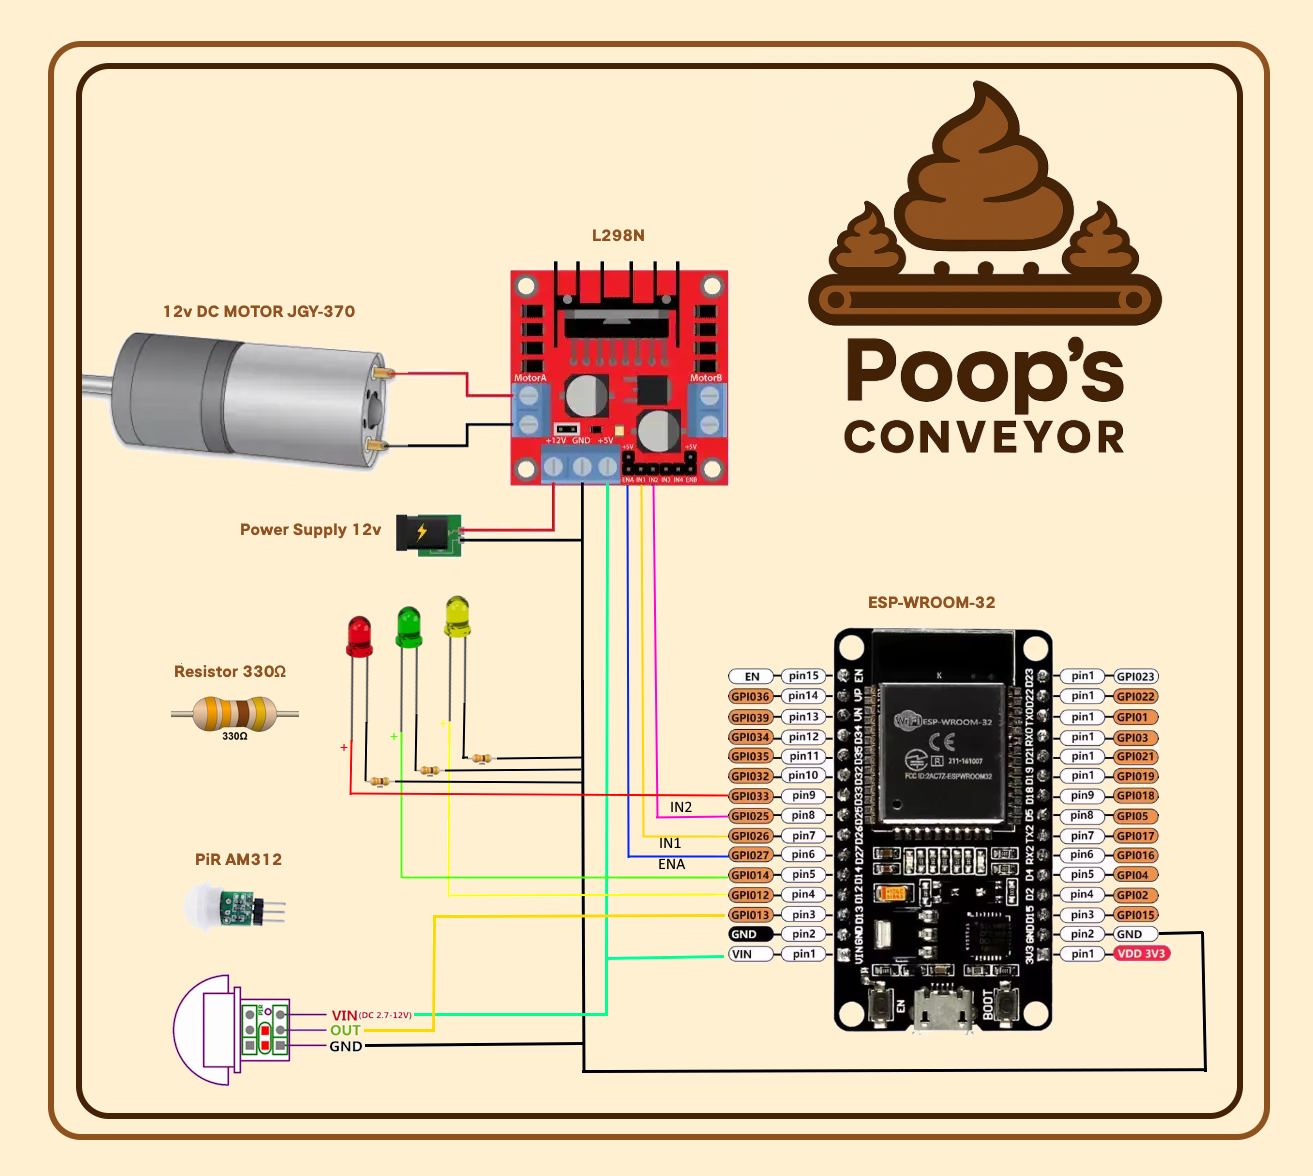 Poop's
CONVEYOR
L298N
12v DC MOTOR JGY-370
MotorA
MotorB
+12V GND +5V
+5V
+5V
ENA IN1 IN2 IN3 IN4 ENB
Power Supply 12v
ESP-WROOM-32
Resistor 330Ω
330Ω
+
+
+
IN2
IN1
ENA
PiR AM312
VIN(DC 2.7-12V)
OUT
GND
EN pin15
GPIO36 pin14
GPIO39 pin13
GPIO34 pin12
GPIO35 pin11
GPIO32 pin10
GPIO33 pin9
GPIO25 pin8
GPIO26 pin7
GPIO27 pin6
GPIO14 pin5
GPIO12 pin4
GPIO13 pin3
GND pin2
VIN pin1
EN
VP
VN
D34
D35
D32
D33
D25
D26
D27
D14
D12
D13
GND
VIN
K
WiFi ESP-WROOM-32
CE
R 211-161007
FCC ID:2AC7Z-ESPWROOM32
EN
BOOT
D23
D22
TX0
RX0
D21
D19
D18
D5
TX2
RX2
D4
D2
D15
GND
3V3
pin1 GPIO23
pin1 GPIO22
pin1 GPIO1
pin1 GPIO3
pin1 GPIO21
pin1 GPIO19
pin9 GPIO18
pin8 GPIO5
pin7 GPIO17
pin6 GPIO16
pin5 GPIO4
pin4 GPIO2
pin3 GPIO15
pin2 GND
pin1 VDD 3V3